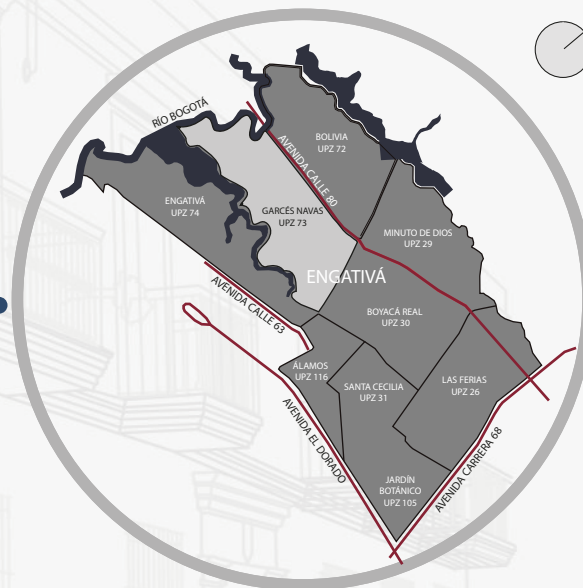 RÍO BOGOTÁ
BOLIVIA
UPZ 72
AVENIDA CALLE 80
ENGATIVÁ
UPZ 74
GARCÉS NAVAS
UPZ 73
MINUTO DE DIOS
UPZ 29
ENGATIVÁ
AVENIDA CALLE 63
BOYACÁ REAL
UPZ 30
ÁLAMOS
UPZ 116
SANTA CECILIA
UPZ 31
LAS FERIAS
UPZ 26
AVENIDA EL DORADO
AVENIDA CARRERA 68
JARDÍN
BOTÁNICO
UPZ 105